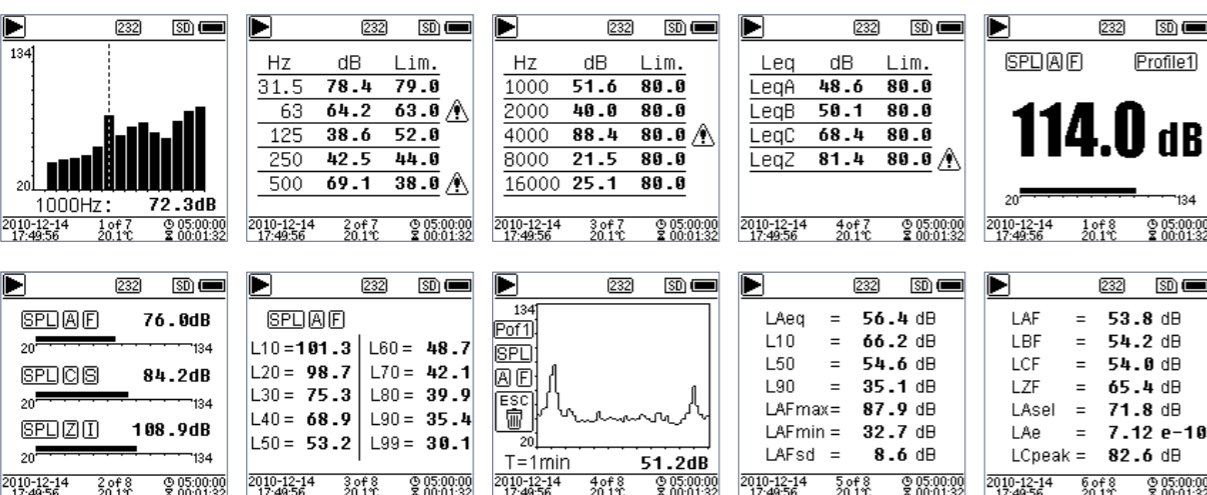 232 SD
134
20
1000Hz: 72.3dB
2010-12-14 1 of 7 05:00:00
17:49:56 20.1℃ 00:01:32
232 SD
Hz dB Lim.
31.5 78.4 79.0
63 64.2 63.0
125 38.6 52.0
250 42.5 44.0
500 69.1 38.0
2010-12-14 2 of 7 05:00:00
17:49:56 20.1℃ 00:01:32
232 SD
Hz dB Lim.
1000 51.6 80.0
2000 40.0 80.0
4000 88.4 80.0
8000 21.5 80.0
16000 25.1 80.0
2010-12-14 3 of 7 05:00:00
17:49:56 20.1℃ 00:01:32
232 SD
Leq dB Lim.
LeqA 48.6 80.0
LeqB 50.1 80.0
LeqC 68.4 80.0
LeqZ 81.4 80.0
2010-12-14 4 of 7 05:00:00
17:49:56 20.1℃ 00:01:32
232 SD
SPL A F Profile1
114.0 dB
20 134
2010-12-14 1 of 8 05:00:00
17:49:56 20.1℃ 00:01:32
232 SD
SPL A F 76.0dB
20 134
SPL C S 84.2dB
20 134
SPL Z I 108.9dB
20 134
2010-12-14 2 of 8 05:00:00
17:49:56 20.1℃ 00:01:32
232 SD
SPL A F
L10 = 101.3 L60 = 48.7
L20 = 98.7 L70 = 42.1
L30 = 75.3 L80 = 39.9
L40 = 68.9 L90 = 35.4
L50 = 53.2 L99 = 30.1
2010-12-14 3 of 8 05:00:00
17:49:56 20.1℃ 00:01:32
232 SD
134
Pof1
SPL
A F
ESC
20
T=1min 51.2dB
2010-12-14 4 of 8 05:00:00
17:49:56 20.1℃ 00:01:32
232 SD
LAeq = 56.4 dB
L10 = 66.2 dB
L50 = 54.6 dB
L90 = 35.1 dB
LAFmax= 87.9 dB
LAFmin = 32.7 dB
LAFsd = 8.6 dB
2010-12-14 5 of 8 05:00:00
17:49:56 20.1℃ 00:01:32
232 SD
LAF = 53.8 dB
LBF = 54.2 dB
LCF = 54.0 dB
LZF = 65.4 dB
LAsel = 71.8 dB
LAe = 7.12 e-10
LCpeak = 82.6 dB
2010-12-14 6 of 8 05:00:00
17:49:56 20.1℃ 00:01:32